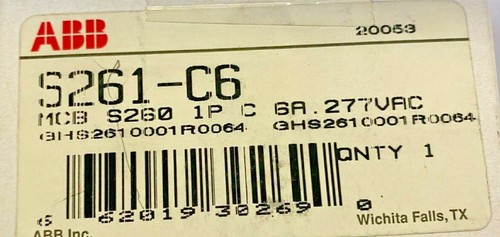 ABB
20053
S261-C6
MCB S260 1P C 6A.277VAC
GHS2610001R0064 GHS2610001R0064
QNTY 1
6 62019 30269 0
ABB Inc. Wichita Falls, TX